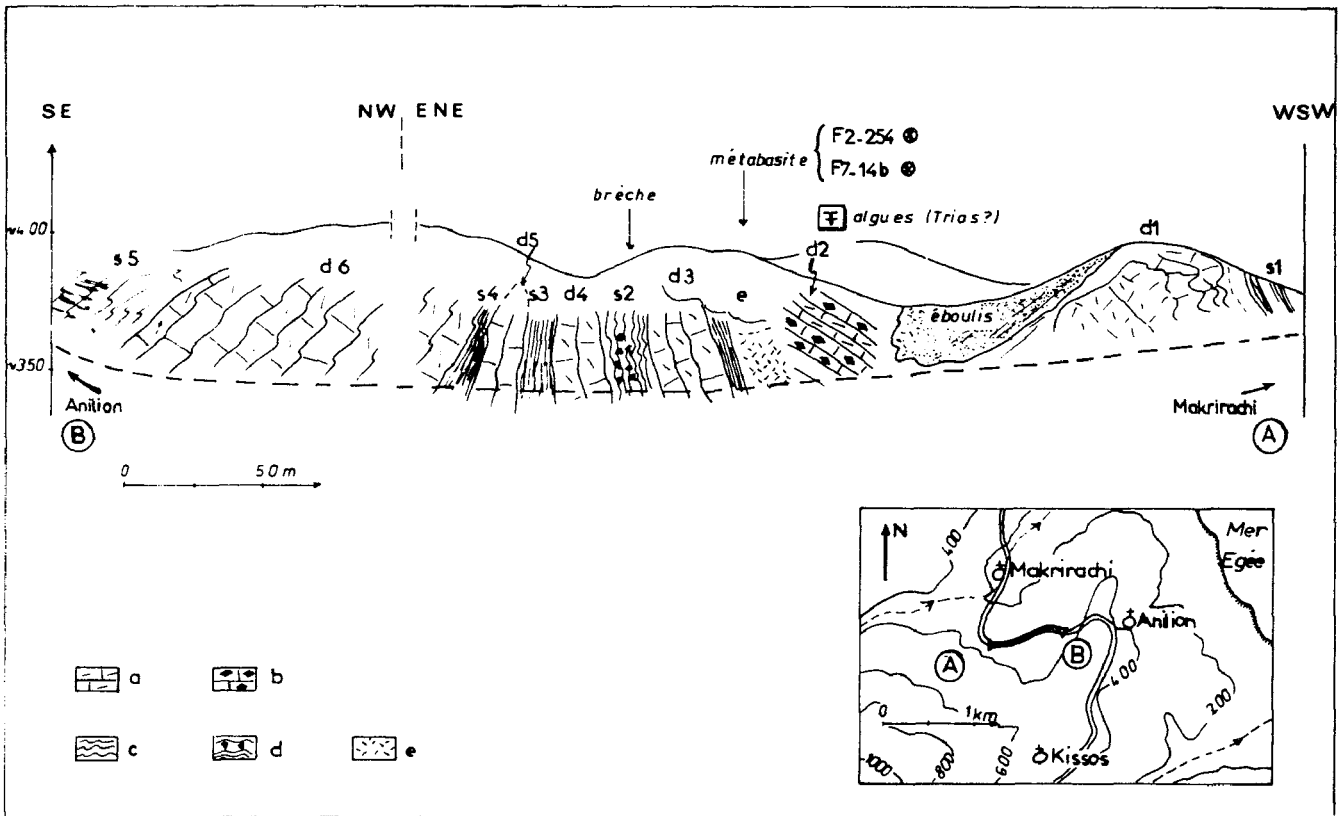 SE
NW ENE
WSW
métabasite { F2-254
F7-14b
brèche
algues (Trias?)
~400
d5
d2
d1
s5
d6
s4 s3 d4 s2 d3 e
s1
éboulis
~350
Anilion
B
Makrirachi
A
0 50m
N
Mer
Egée
400
Makrirachi
Anilion
A
B
400
200
0 1km
Kissos
1000
800
600
a
b
c
d
e